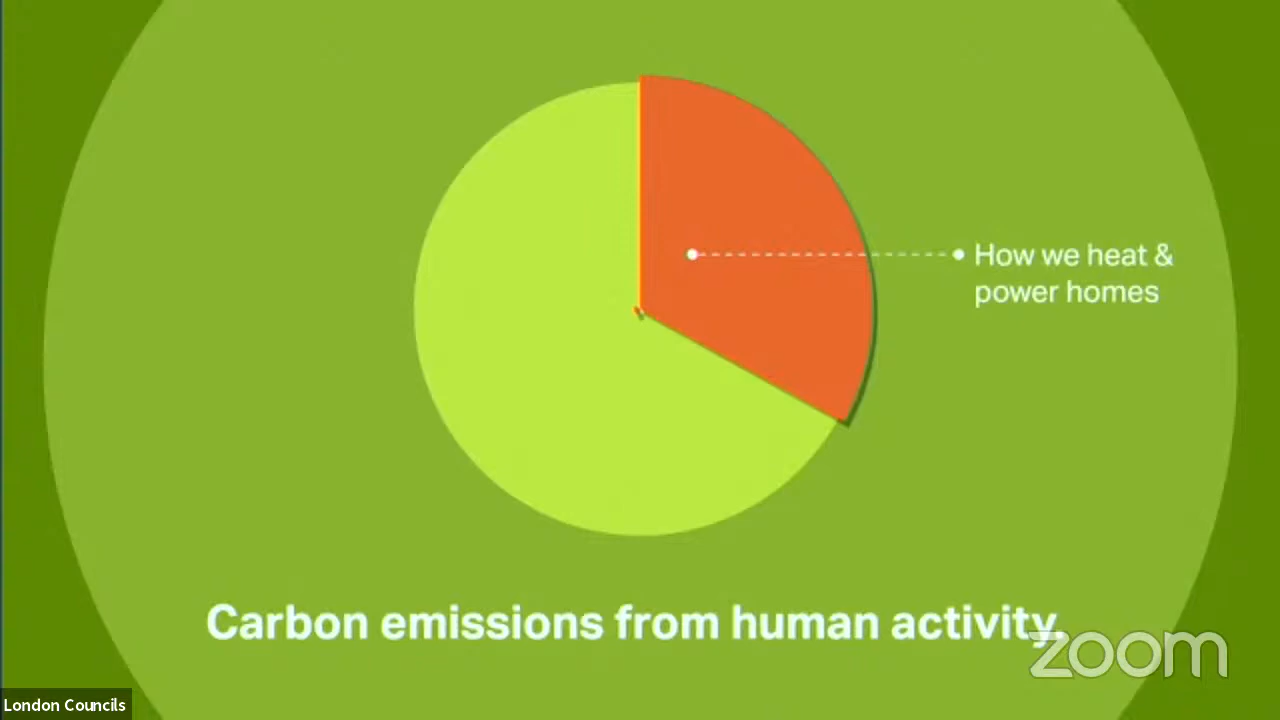 How we heat &
power homes
Carbon emissions from human activity
zoom
London Councils